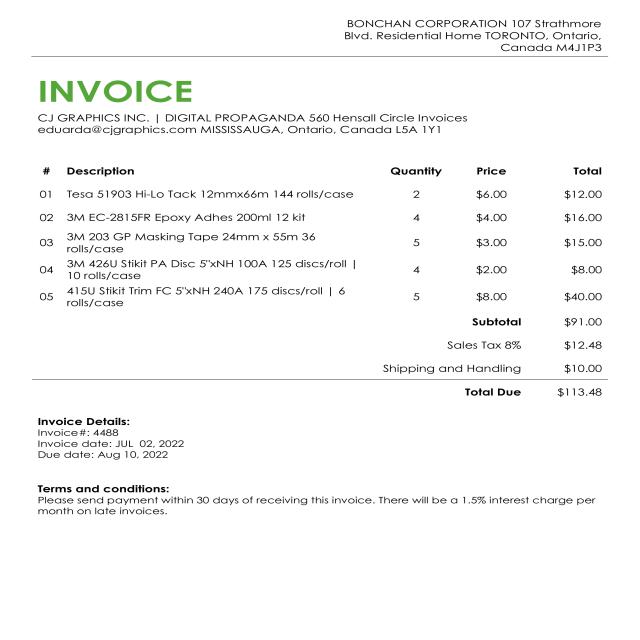 BONCHAN CORPORATION 107 Strathmore
Blvd. Residential Home TORONTO, Ontario,
Canada M4J1P3
INVOICE
CJ GRAPHICS INC. | DIGITAL PROPAGANDA 560 Hensall Circle Invoices
eduarda@cjgraphics.com MISSISSAUGA, Ontario, Canada L5A 1Y1
# Description Quantity Price Total
01 Tesa 51903 Hi-Lo Tack 12mmx66m 144 rolls/case 2 $6.00 $12.00
02 3M EC-2815FR Epoxy Adhes 200ml 12 kit 4 $4.00 $16.00
03 3M 203 GP Masking Tape 24mm x 55m 36
rolls/case 5 $3.00 $15.00
04 3M 426U Stikit PA Disc 5"xNH 100A 125 discs/roll |
10 rolls/case 4 $2.00 $8.00
05 415U Stikit Trim FC 5"xNH 240A 175 discs/roll | 6
rolls/case 5 $8.00 $40.00
Subtotal $91.00
Sales Tax 8% $12.48
Shipping and Handling $10.00
Total Due $113.48
Invoice Details:
Invoice#: 4488
Invoice date: JUL 02, 2022
Due date: Aug 10, 2022
Terms and conditions:
Please send payment within 30 days of receiving this invoice. There will be a 1.5% interest charge per
month on late invoices.